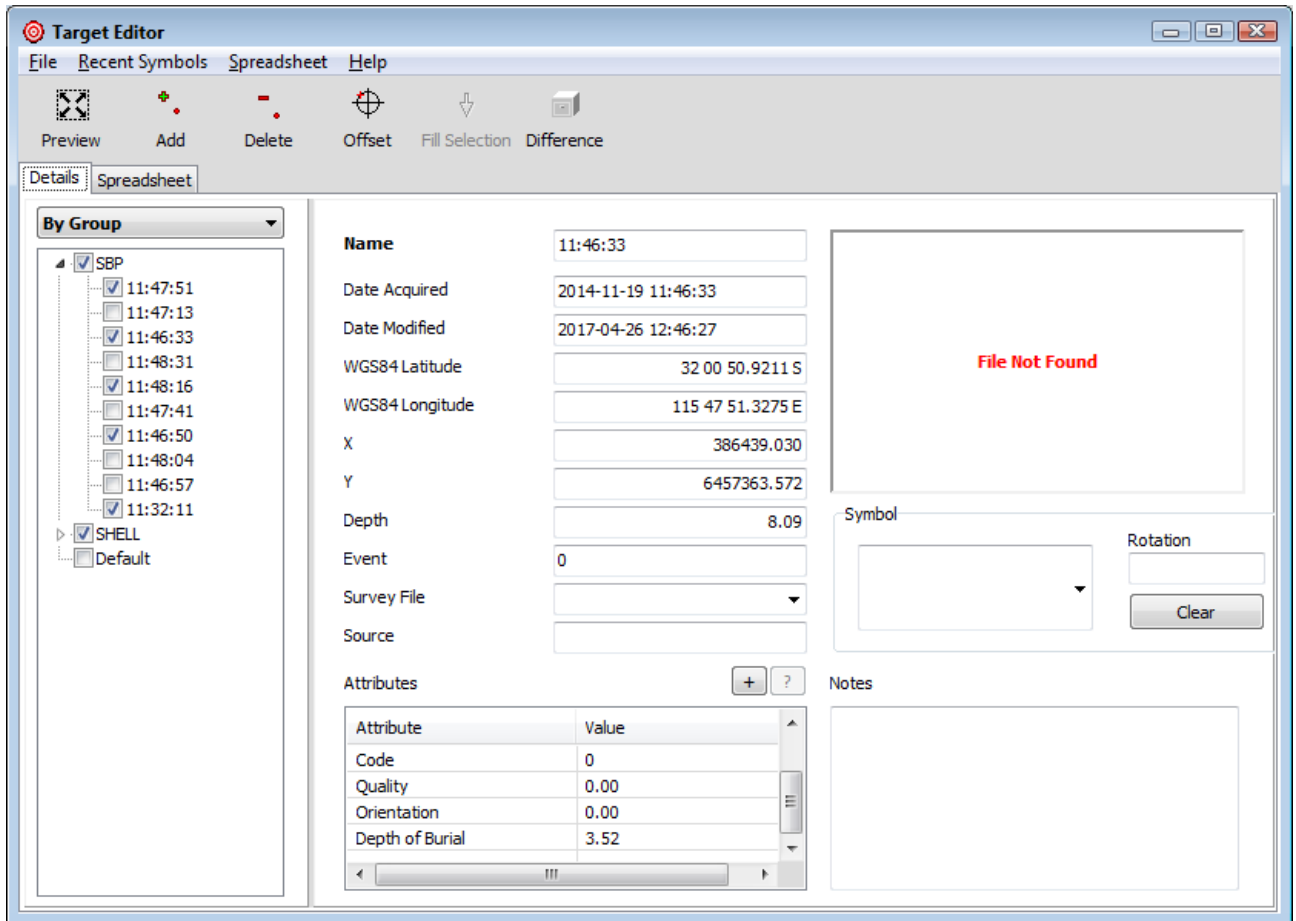 Target Editor
File Recent Symbols Spreadsheet Help
Preview Add Delete Offset Fill Selection Difference
Details Spreadsheet
By Group
SBP
11:47:51
11:47:13
11:46:33
11:48:31
11:48:16
11:47:41
11:46:50
11:48:04
11:46:57
11:32:11
SHELL
Default
Name 11:46:33
Date Acquired 2014-11-19 11:46:33
Date Modified 2017-04-26 12:46:27
WGS84 Latitude 32 00 50.9211 S
WGS84 Longitude 115 47 51.3275 E
X 386439.030
Y 6457363.572
Depth 8.09
Event 0
Survey File
Source
Attributes + ?
Attribute Value
Code 0
Quality 0.00
Orientation 0.00
Depth of Burial 3.52
File Not Found
Symbol
Rotation
Clear
Notes